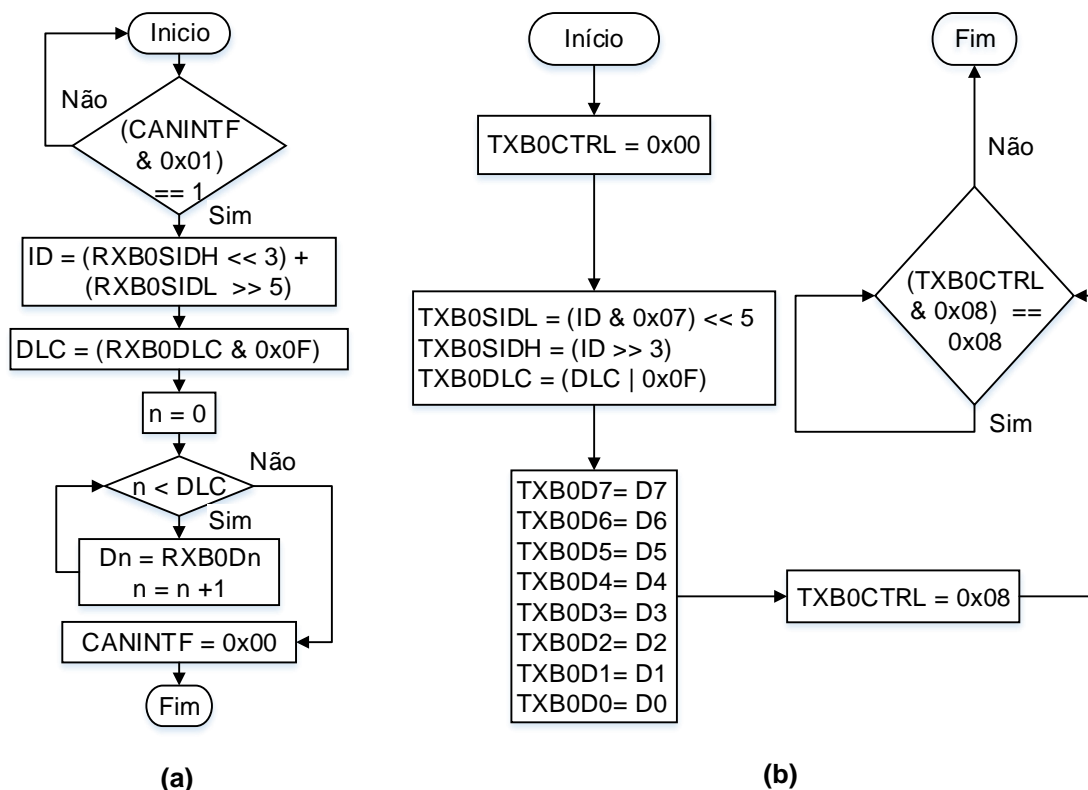 Inicio
Não
(CANINTF
& 0x01)
== 1
Sim
ID = (RXB0SIDH << 3) +
(RXB0SIDL >> 5)
DLC = (RXB0DLC & 0x0F)
n = 0
n < DLC
Não
Sim
Dn = RXB0Dn
n = n +1
CANINTF = 0x00
Fim
(a)
Início
TXB0CTRL = 0x00
TXB0SIDL = (ID & 0x07) << 5
TXB0SIDH = (ID >> 3)
TXB0DLC = (DLC | 0x0F)
TXB0D7= D7
TXB0D6= D6
TXB0D5= D5
TXB0D4= D4
TXB0D3= D3
TXB0D2= D2
TXB0D1= D1
TXB0D0= D0
TXB0CTRL = 0x08
(TXB0CTRL
& 0x08) ==
0x08
Sim
Não
Fim
(b)